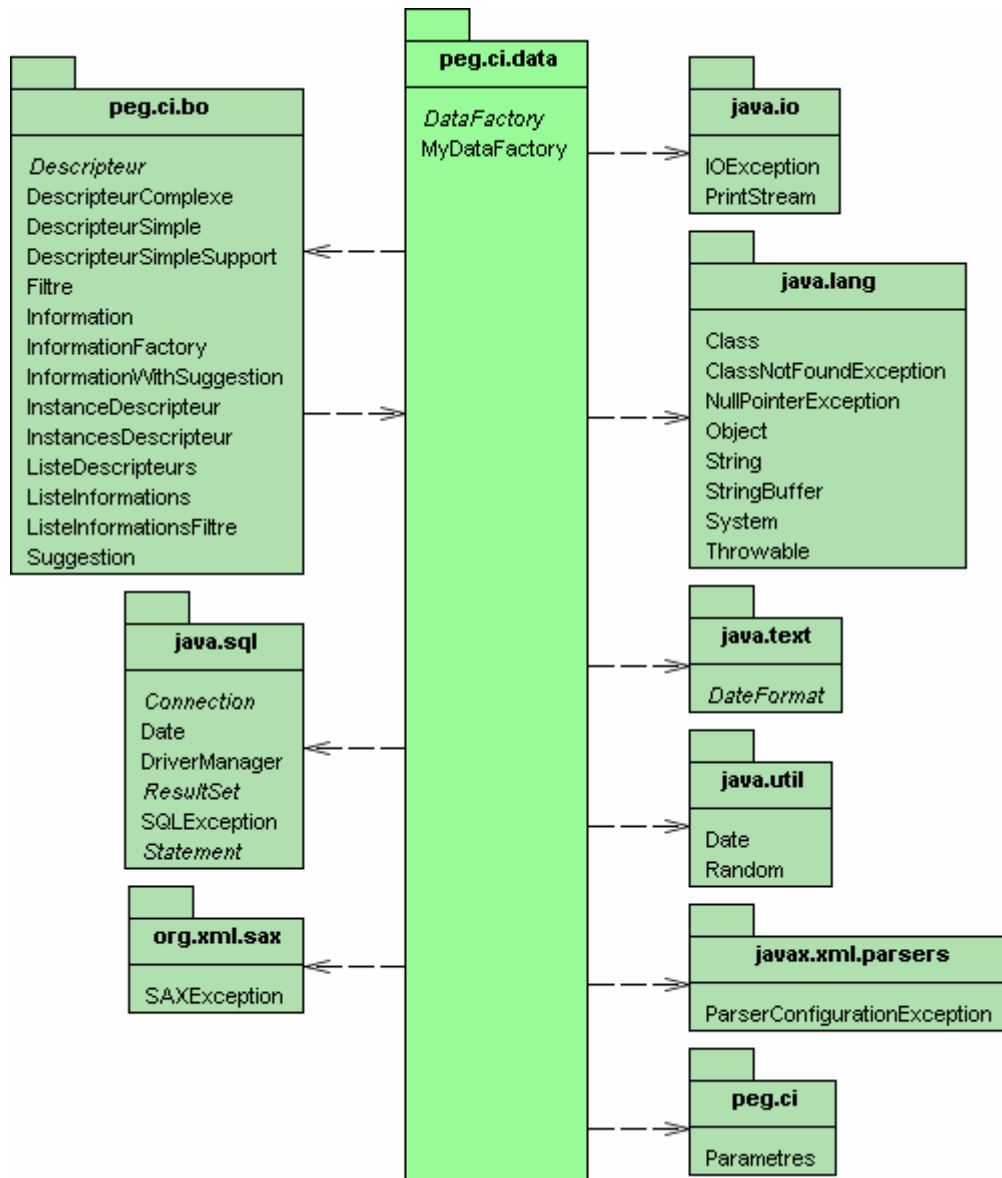 peg.ci.data
DataFactory
MyDataFactory
peg.ci.bo
Descripteur
DescripteurComplexe
DescripteurSimple
DescripteurSimpleSupport
Filtre
Information
InformationFactory
InformationWithSuggestion
InstanceDescripteur
InstancesDescripteur
ListeDescripteurs
ListeInformations
ListeInformationsFiltre
Suggestion
java.sql
Connection
Date
DriverManager
ResultSet
SQLException
Statement
org.xml.sax
SAXException
java.io
IOException
PrintStream
java.lang
Class
ClassNotFoundException
NullPointerException
Object
String
StringBuffer
System
Throwable
java.text
DateFormat
java.util
Date
Random
javax.xml.parsers
ParserConfigurationException
peg.ci
Parametres